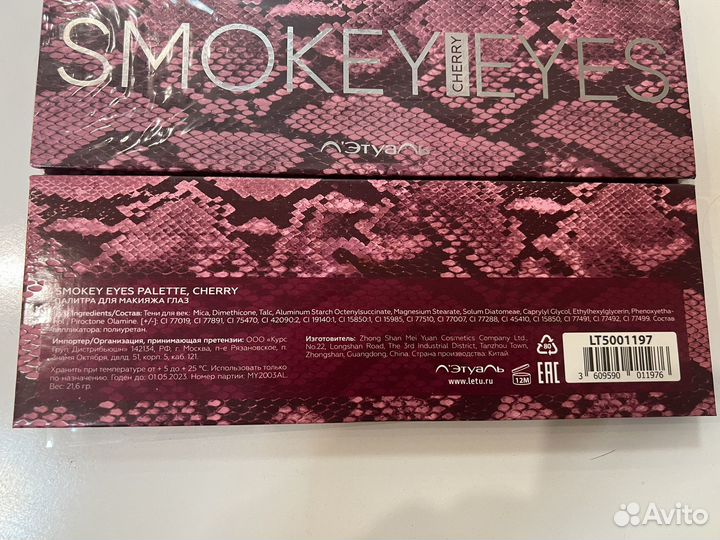 SMOKEY CHERRY EYES
Л'Этуаль
SMOKEY EYES PALETTE, CHERRY
ПАЛИТРА ДЛЯ МАКИЯЖА ГЛАЗ
Ingredients/Состав: Тени для век: Mica, Dimethicone, Talc, Aluminum Starch Octenylsuccinate, Magnesium Stearate, Solum Diatomeae, Caprylyl Glycol, Ethylhexylglycerin, Phenoxyetha-
nol, Piroctone Olamine. [+/-]: CI 77019, CI 77891, CI 75470, CI 42090:2, CI 19140:1, CI 15850:1, CI 15985, CI 77510, CI 77007, CI 77288, CI 45410, CI 15850, CI 77491, CI 77492, CI 77499. Состав
аппликатора: полиуретан.
Импортер/Организация, принимающая претензии: ООО «Курс
Груп Дистрибьюшн» 142134, РФ, г. Москва, п-е Рязановское, п.
Знамя Октября, двлд. 51, корп. 5, каб. 121.
Хранить при температуре от + 5 до + 25 °C. Использовать только
по назначению. Годен до: 01.05.2023. Номер партии: MY2003AL.
Вес: 21,6 гр.
Изготовитель: Zhong Shan Mei Yuan Cosmetics Company Ltd.,
No.22, Longshan Road, The 3rd Industrial District, Tanzhou Town,
Zhongshan, Guangdong, China. Страна производства: Китай
Л'Этуаль
www.letu.ru
12M
EAC
LT5001197
3 609590 011976
Avito